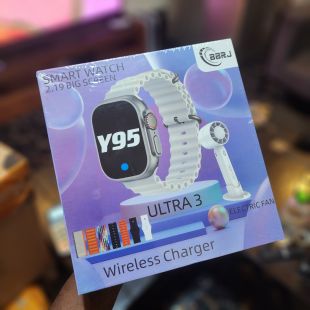 SMART WATCH
2.19 BIG SCREEN
BBRJ
Y95
ULTRA 3
ELECTRIC FAN
Wireless Charger